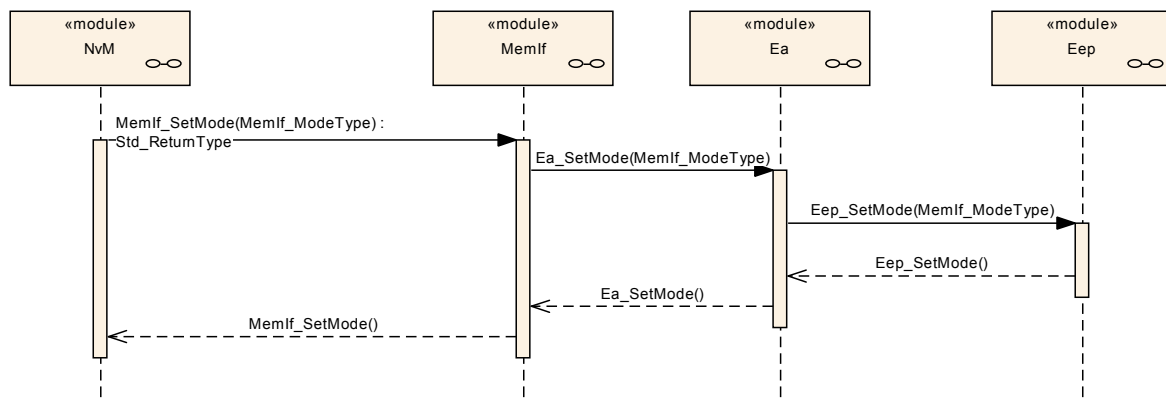 «module»
NvM
«module»
MemIf
«module»
Ea
«module»
Eep
MemIf_SetMode(MemIf_ModeType) :
Std_ReturnType
Ea_SetMode(MemIf_ModeType)
Eep_SetMode(MemIf_ModeType)
Eep_SetMode()
Ea_SetMode()
MemIf_SetMode()